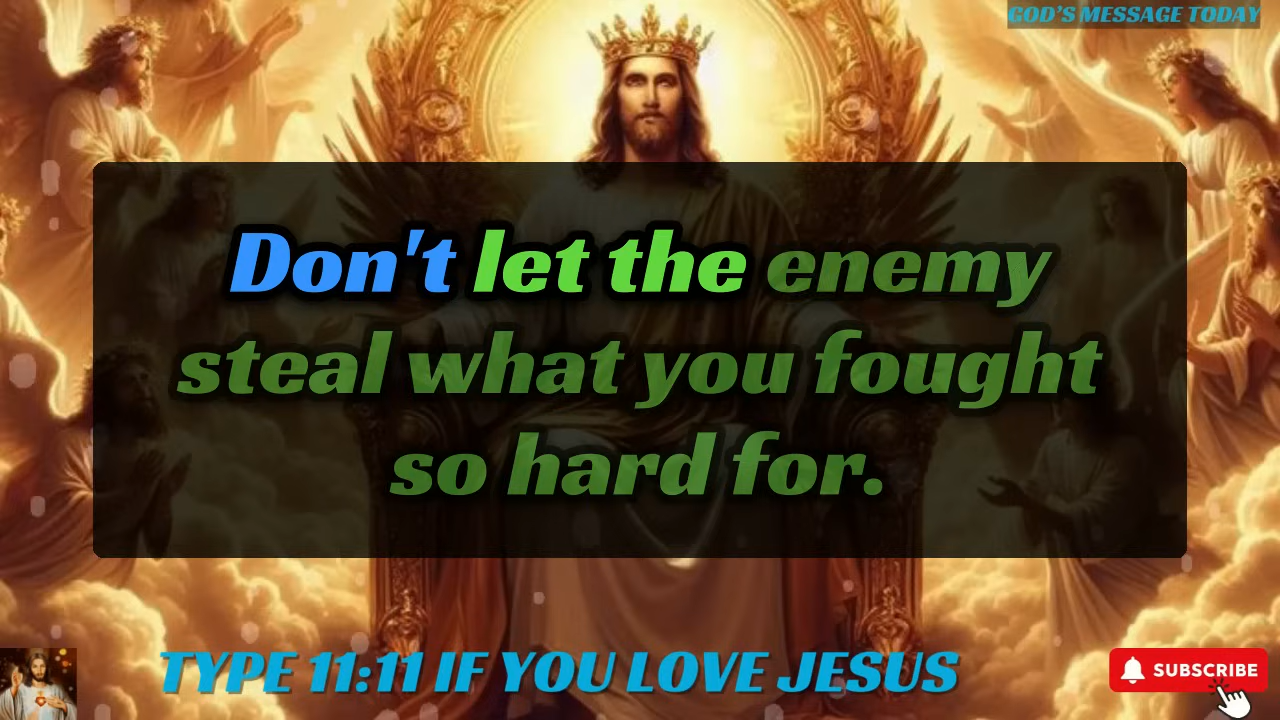 GOD'S MESSAGE TODAY
Don't let the enemy
steal what you fought
so hard for.
TYPE 11:11 IF YOU LOVE JESUS
SUBSCRIBE